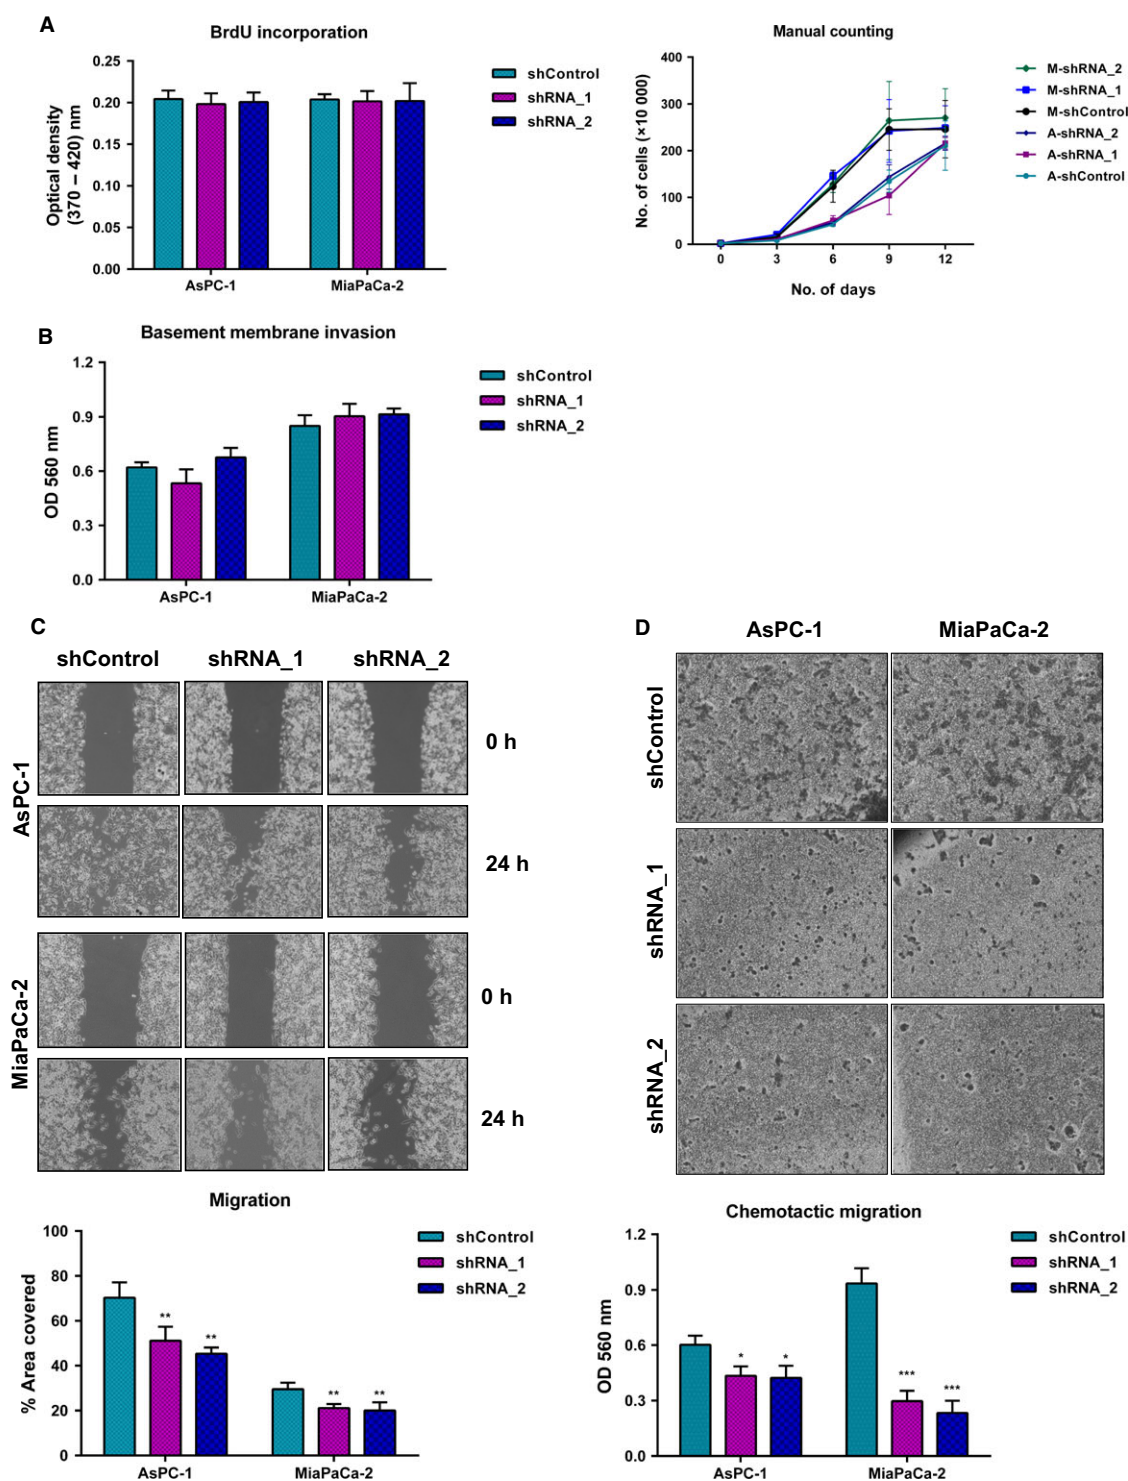 A
BrdU incorporation
Optical density
(370 – 420) nm
0.25
0.20
0.15
0.10
0.05
0.00
AsPC-1
MiaPaCa-2
shControl
shRNA_1
shRNA_2
Manual counting
No. of cells (×10 000)
400
300
200
100
0
0 3 6 9 12
No. of days
M-shRNA_2
M-shRNA_1
M-shControl
A-shRNA_2
A-shRNA_1
A-shControl
B
Basement membrane invasion
OD 560 nm
1.2
0.9
0.6
0.3
0.0
AsPC-1
MiaPaCa-2
shControl
shRNA_1
shRNA_2
C
shControl shRNA_1 shRNA_2
AsPC-1
0 h
24 h
MiaPaCa-2
0 h
24 h
Migration
% Area covered
100
80
60
40
20
0
** **
** **
AsPC-1
MiaPaCa-2
shControl
shRNA_1
shRNA_2
D
AsPC-1 MiaPaCa-2
shControl
shRNA_1
shRNA_2
Chemotactic migration
OD 560 nm
1.2
0.9
0.6
0.3
0.0
* *
*** ***
AsPC-1
MiaPaCa-2
shControl
shRNA_1
shRNA_2